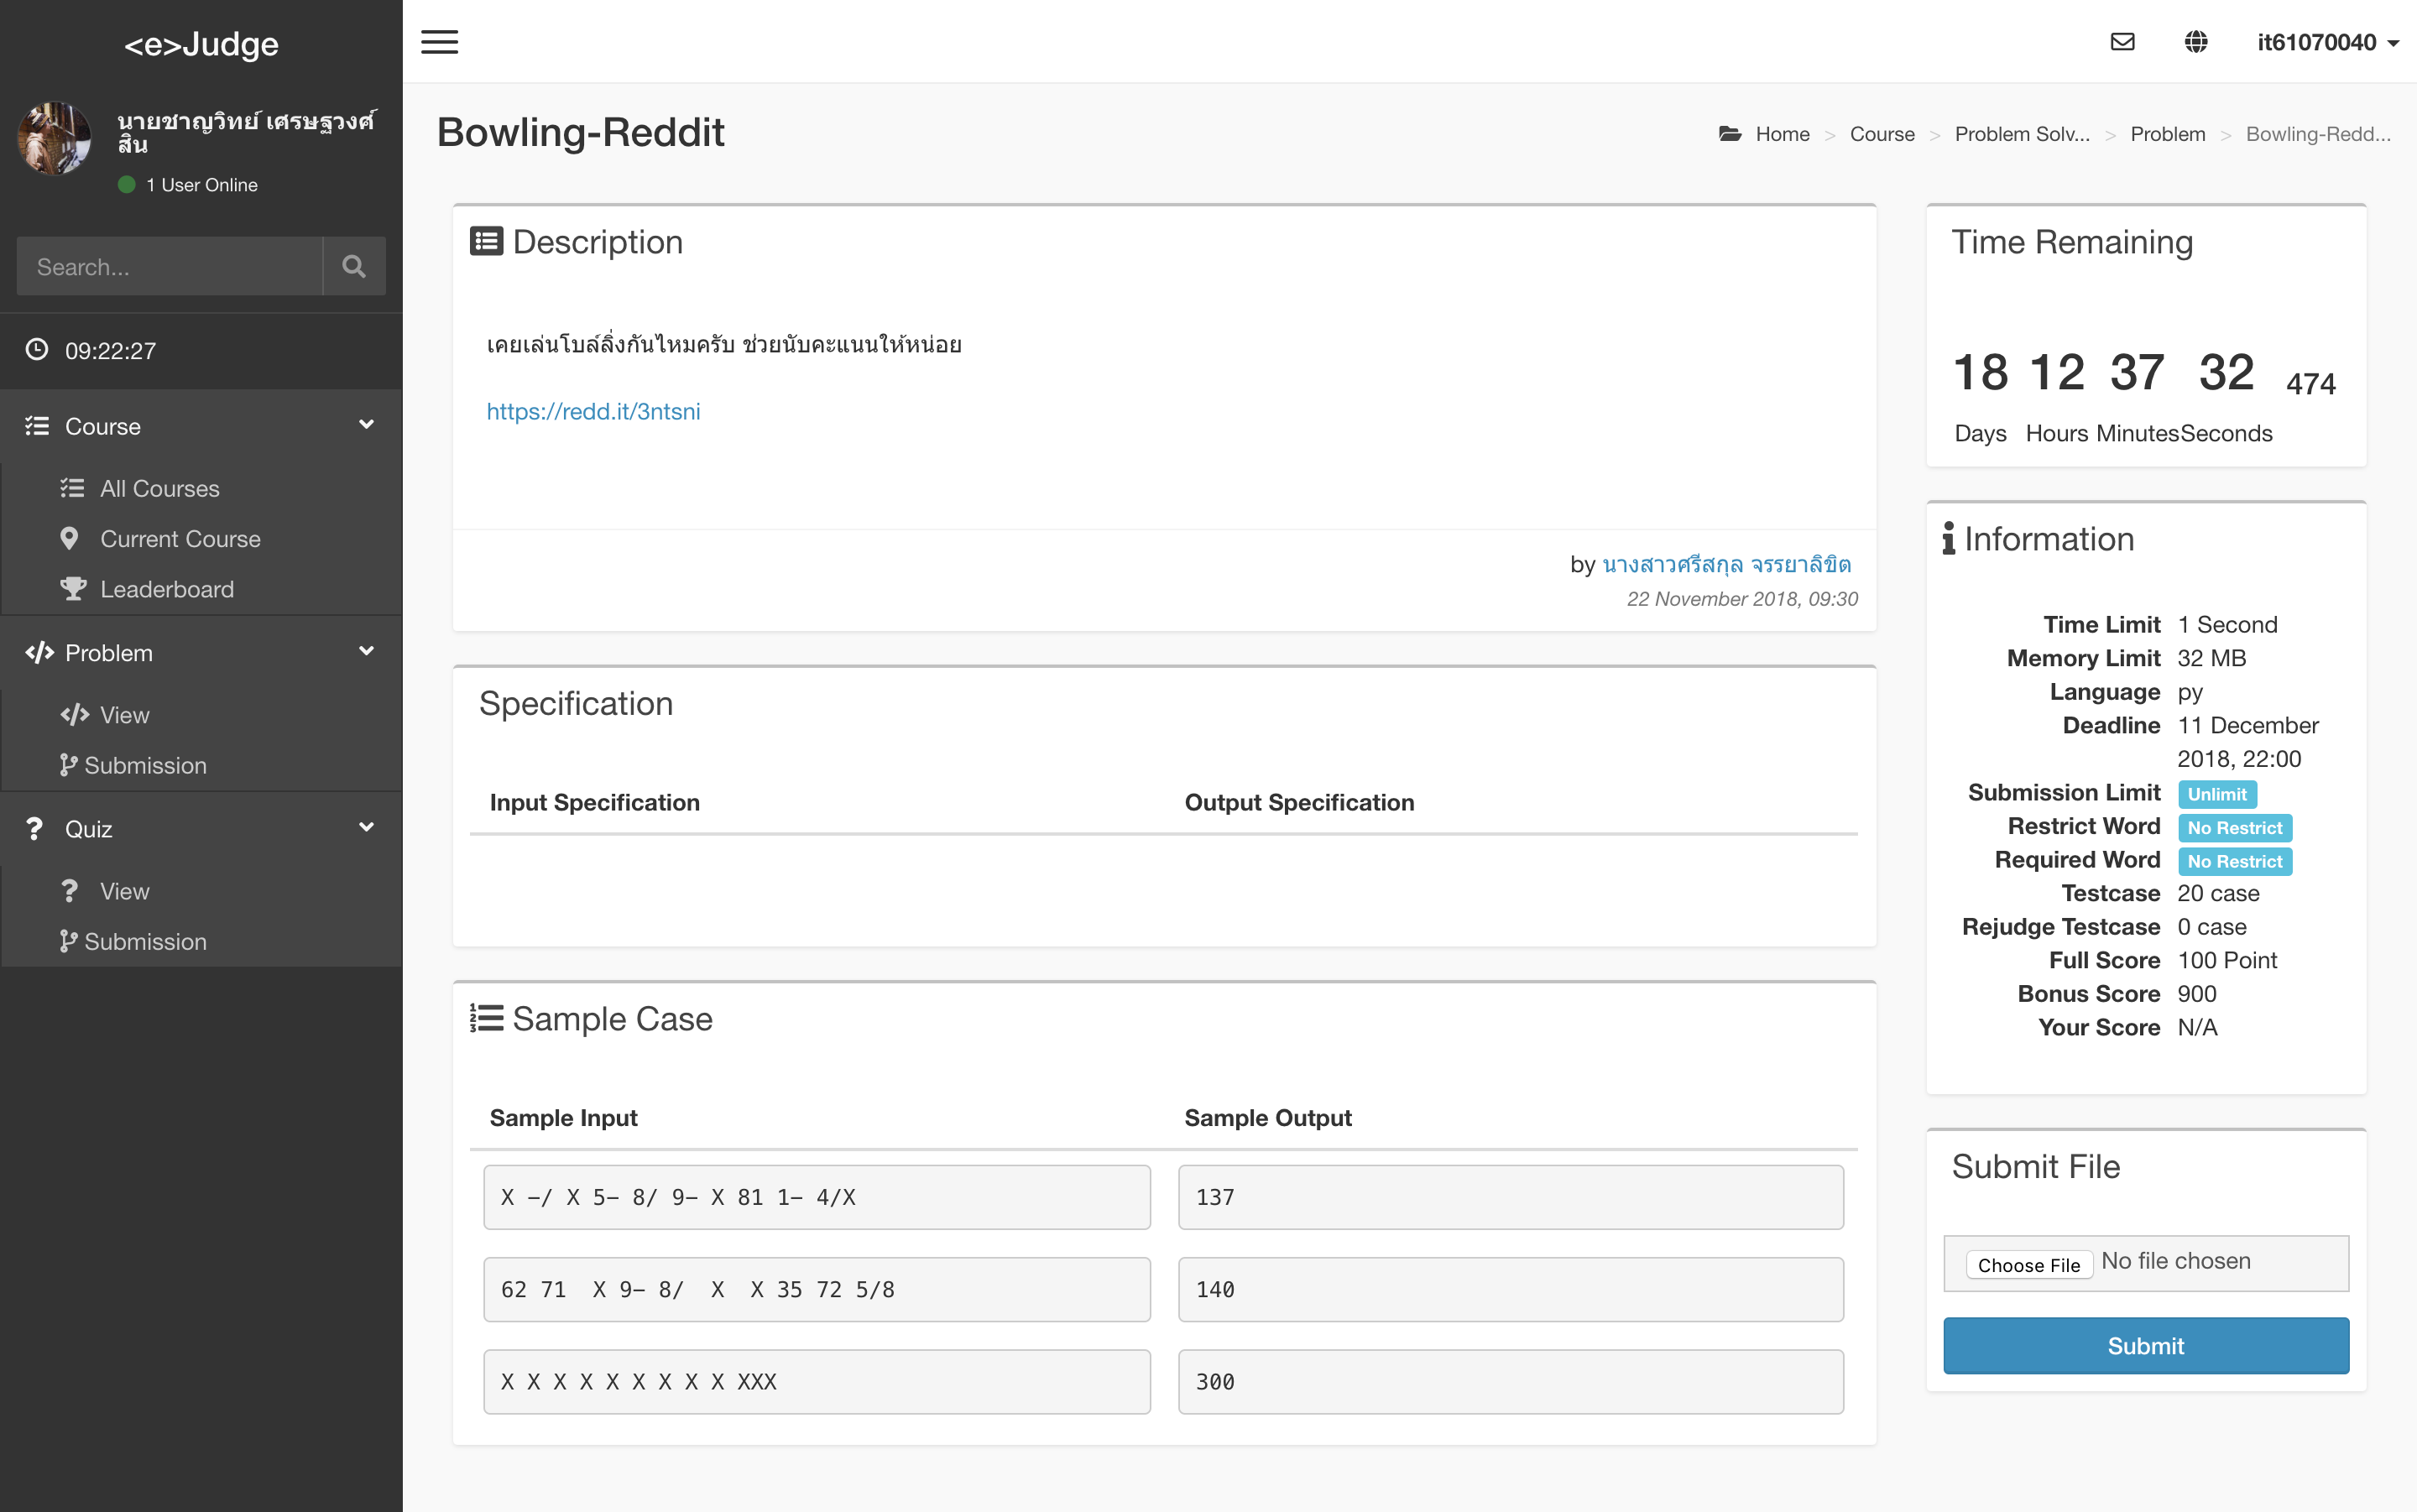 <e>Judge
นายชาญวิทย์ เศรษฐวงศ์
สิน
1 User Online
Search...
09:22:27
Course
All Courses
Current Course
Leaderboard
Problem
View
Submission
Quiz
View
Submission
it61070040
Bowling-Reddit
Home > Course > Problem Solv... > Problem > Bowling-Redd...
Description
เคยเล่นโบล์ลิ่งกันไหมครับ ช่วยนับคะแนนให้หน่อย
https://redd.it/3ntsni
by นางสาวศรีสกุล จรรยาลิขิต
22 November 2018, 09:30
Specification
Input Specification Output Specification
Sample Case
Sample Input Sample Output
X -/ X 5- 8/ 9- X 81 1- 4/X 137
62 71  X 9- 8/  X  X 35 72 5/8 140
X X X X X X X X X XXX 300
Time Remaining
18 12 37 32 474
Days Hours Minutes Seconds
Information
Time Limit 1 Second
Memory Limit 32 MB
Language py
Deadline 11 December
2018, 22:00
Submission Limit Unlimit
Restrict Word No Restrict
Required Word No Restrict
Testcase 20 case
Rejudge Testcase 0 case
Full Score 100 Point
Bonus Score 900
Your Score N/A
Submit File
Choose File No file chosen
Submit